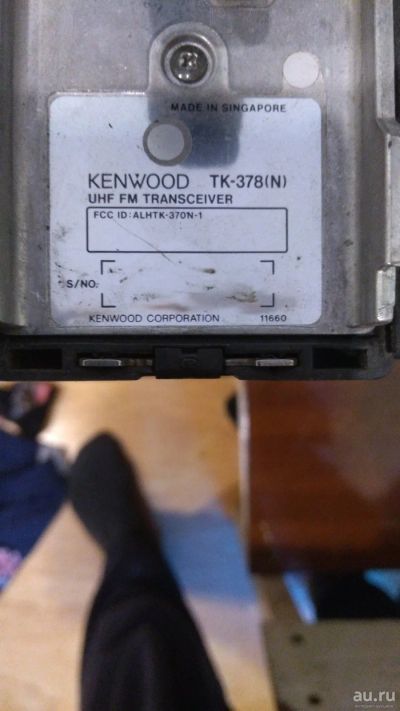 MADE IN SINGAPORE
KENWOOD TK-378(N)
UHF FM TRANSCEIVER
FCC ID: ALHTK-370N-1
S/NO.
KENWOOD CORPORATION 11660
au.ru